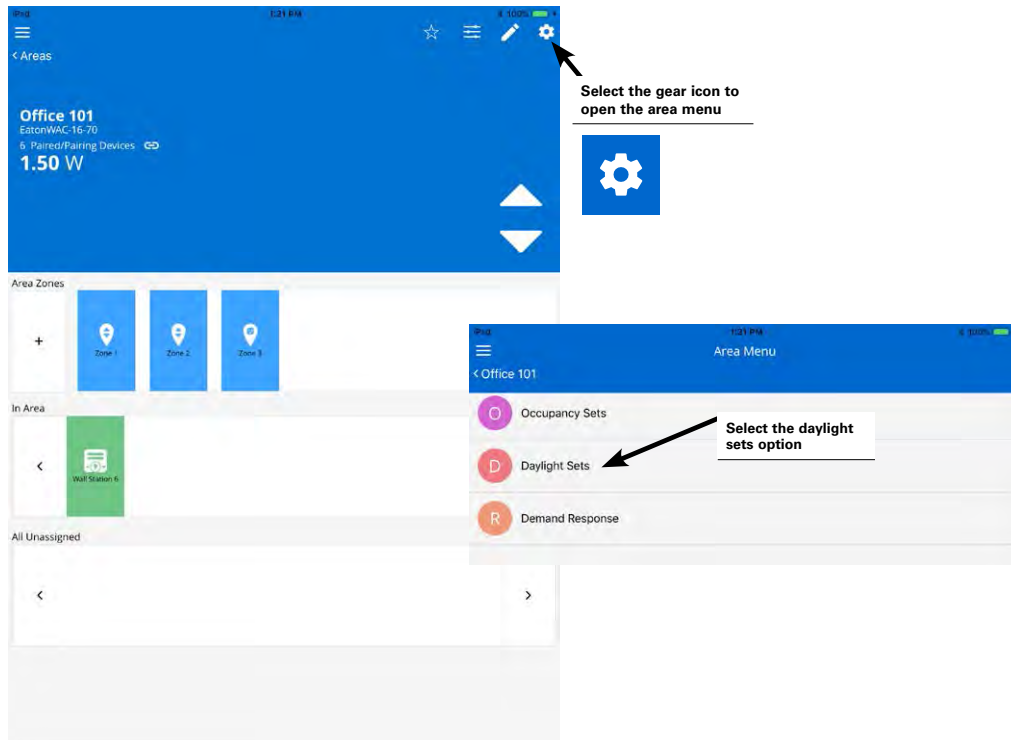 iPad 1:21 PM 100%
< Areas
Office 101
EatonWAC-16-70
6 Paired/Pairing Devices
1.50 W
Select the gear icon to
open the area menu
Area Zones
+
Zone 1 Zone 2 Zone 3
In Area
<
Wall Station 6
All Unassigned
< >
iPad 1:21 PM 100%
Area Menu
< Office 101
O Occupancy Sets
D Daylight Sets
R Demand Response
Select the daylight
sets option